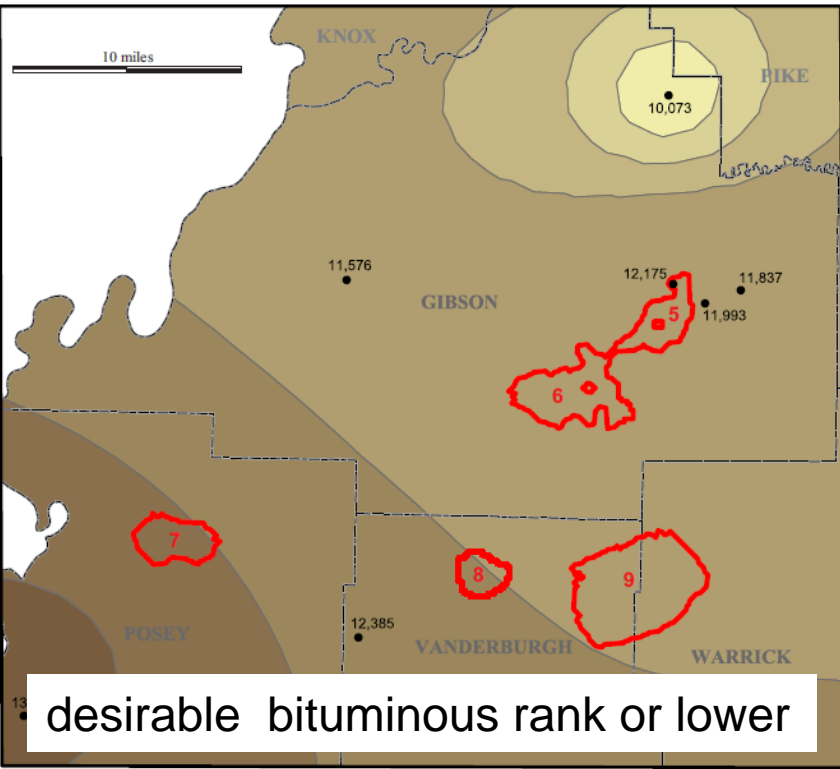 10 miles
KNOX
PIKE
10,073
11,576
12,175
11,837
GIBSON
5
11,993
6
7
8
9
POSEY
12,385
VANDERBURGH
WARRICK
13
desirable bituminous rank or lower